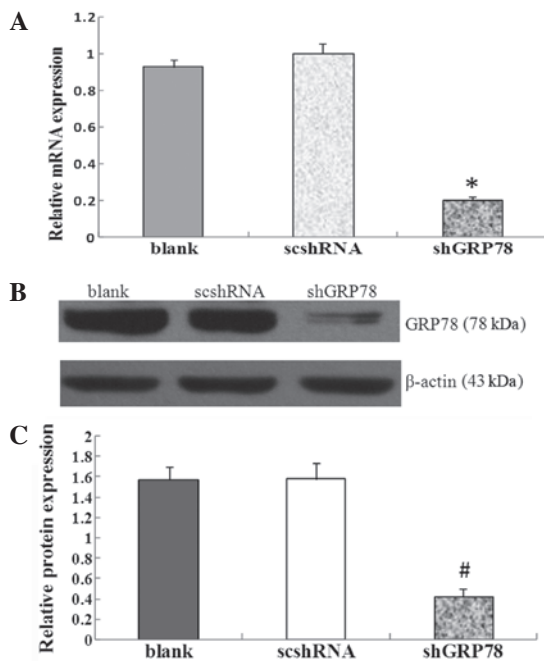 A
Relative mRNA expression
1.2
1
0.8
0.6
0.4
0.2
0
*
blank scshRNA shGRP78
B
blank scshRNA shGRP78
GRP78 (78 kDa)
β-actin (43 kDa)
C
Relative protein expression
2
1.8
1.6
1.4
1.2
1
0.8
0.6
0.4
0.2
0
#
blank scshRNA shGRP78